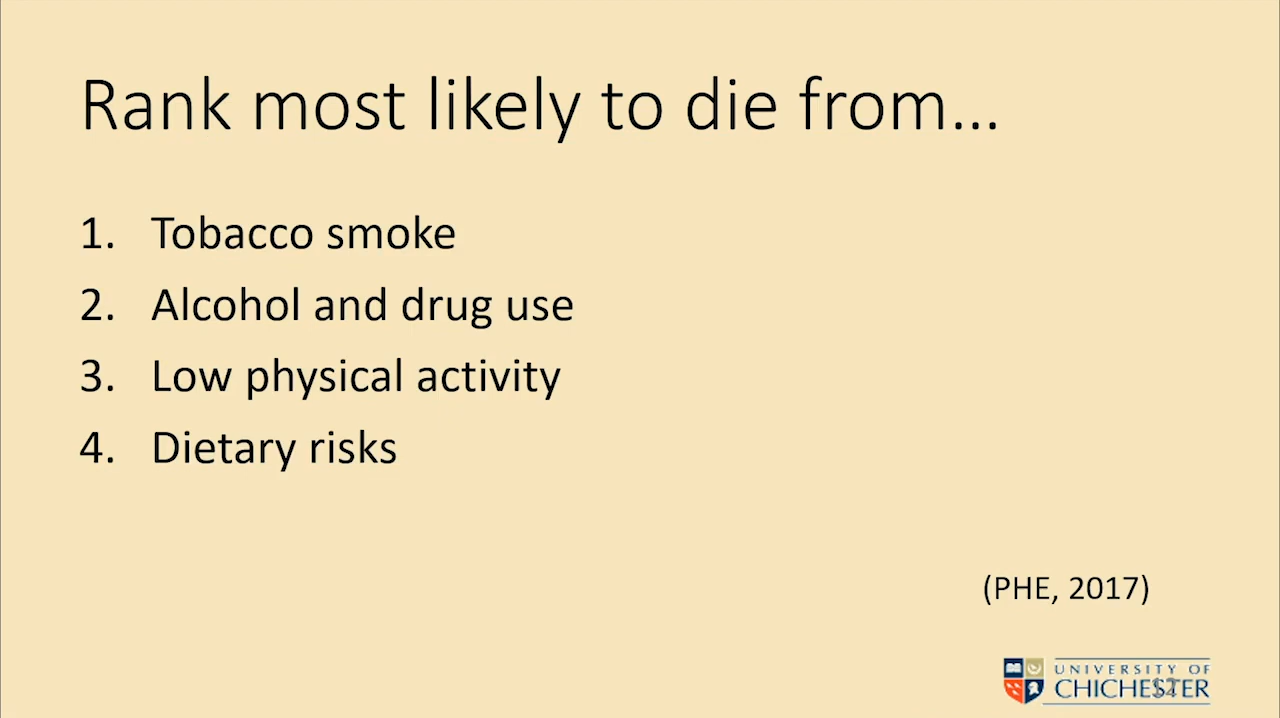 Rank most likely to die from...
1. Tobacco smoke
2. Alcohol and drug use
3. Low physical activity
4. Dietary risks
(PHE, 2017)
UNIVERSITY OF
CHICHESTER
12